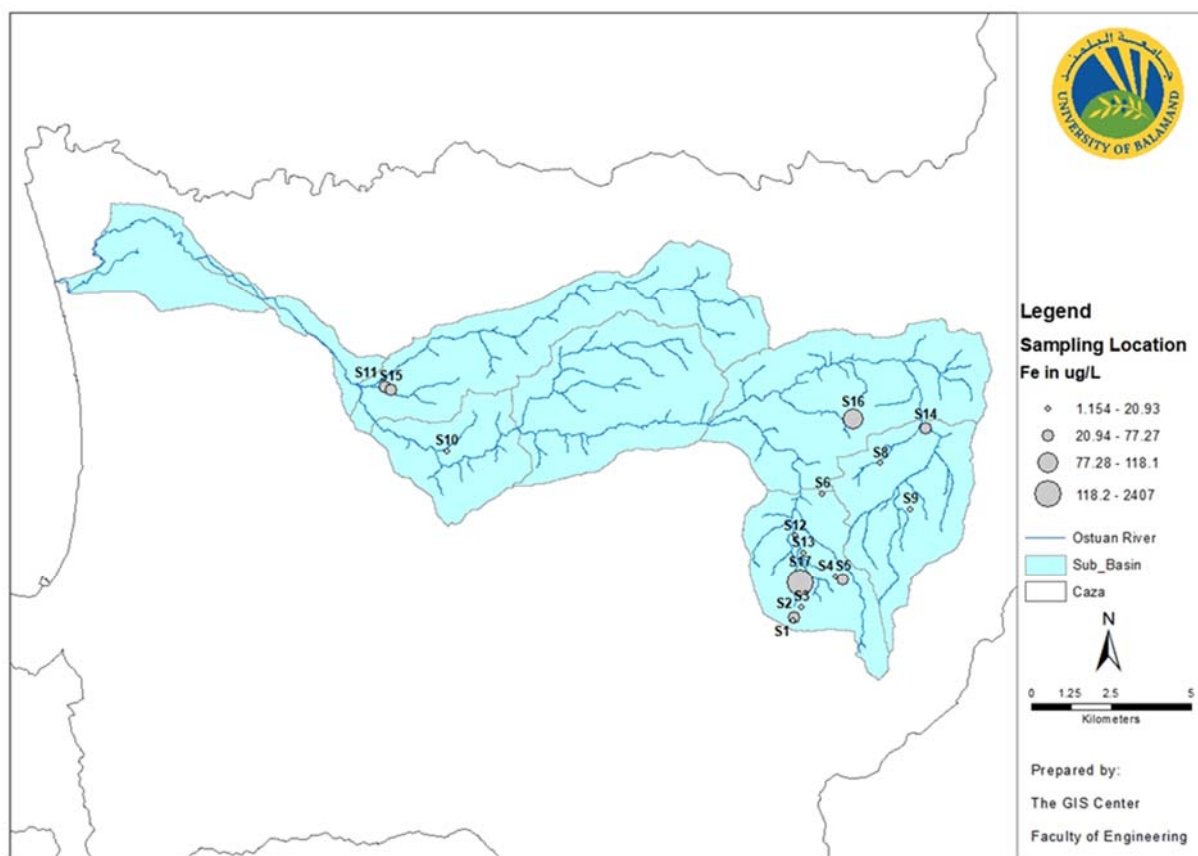 جامعة البلمند
UNIVERSITY OF BALAMAND
Legend
Sampling Location
Fe in ug/L
1.154 - 20.93
20.94 - 77.27
77.28 - 118.1
118.2 - 2407
Ostuan River
Sub_Basin
Caza
N
0 1.25 2.5 5
Kilometers
Prepared by:
The GIS Center
Faculty of Engineering
S11 S15
S10
S16
S14
S8
S6
S9
S12
S13
S17
S4 S5
S3
S2
S1